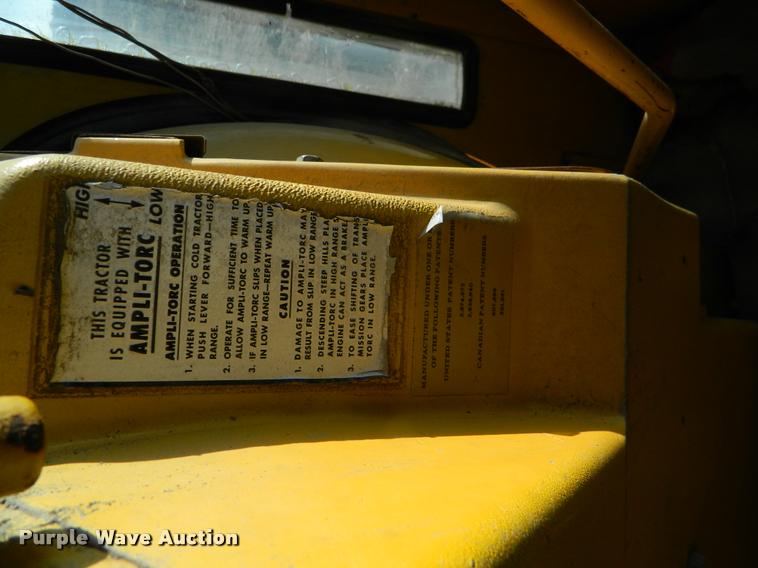 THIS TRACTOR HIGH
IS EQUIPPED WITH
AMPLI-TORC LOW
AMPLI-TORC OPERATION
1. WHEN STARTING COLD TRACTOR
PUSH LEVER FORWARD—HIGH
RANGE.
2. OPERATE FOR SUFFICIENT TIME TO
ALLOW AMPLI-TORC TO WARM UP.
3. IF AMPLI-TORC SLIPS WHEN PLACED
IN LOW RANGE—REPEAT WARM UP
CAUTION
1. DAMAGE TO AMPLI-TORC MAY
RESULT FROM SLIP IN LOW RANGE
2. DESCENDING STEEP HILLS PLA
AMPLI-TORC IN HIGH RANGE S
ENGINE CAN ACT AS A BRAKE.
3. TO EASE SHIFTING OF TRANS
MISSION GEARS PLACE AMPL
TORC IN LOW RANGE.
MANUFACTURED UNDER ONE OR
OF THE FOLLOWING PATENTS
UNITED STATES PATENT NUMBERS
CANADIAN PATENT NUMBERS
Purple Wave Auction